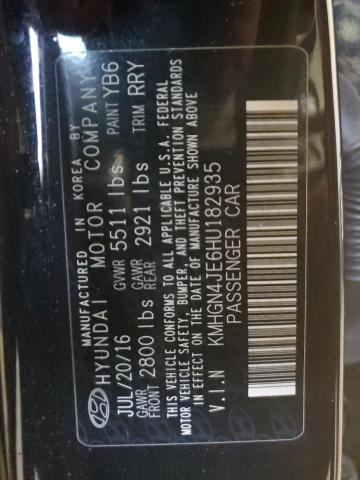 MANUFACTURED IN KOREA BY
HYUNDAI MOTOR COMPANY
JUL/20/16 GVWR 5511 lbs PAINT YB6
GAWR FRONT 2800 lbs GAWR REAR 2921 lbs TRIM RRY
THIS VEHICLE CONFORMS TO ALL APPLICABLE U.S.A. FEDERAL
MOTOR VEHICLE SAFETY, BUMPER, AND THEFT PREVENTION STANDARDS
IN EFFECT ON THE DATE OF MANUFACTURE SHOWN ABOVE
V.I.N KMHGN4JE6HU182935
PASSENGER CAR